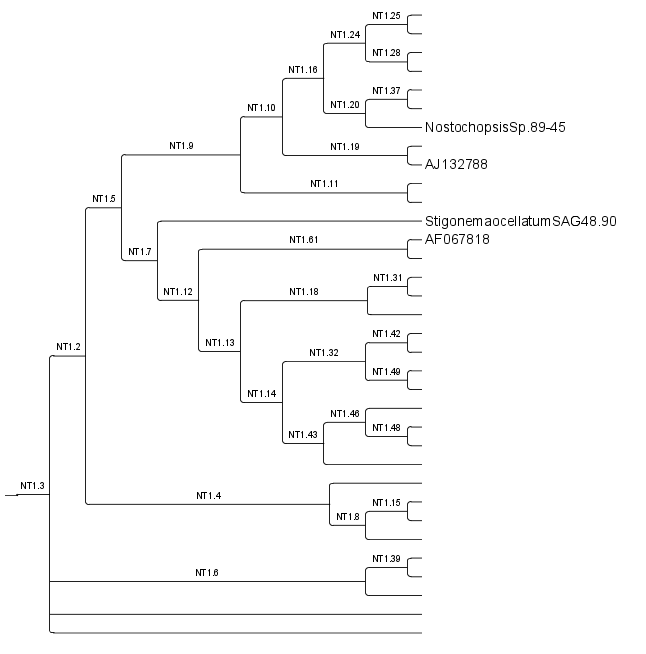 NT1.25
NT1.24
NT1.28
NT1.16
NT1.37
NT1.20
NT1.10
NostochopsisSp.89-45
NT1.9
NT1.19
AJ132788
NT1.11
NT1.5
StigonemaocellatumSAG48.90
NT1.61
AF067818
NT1.7
NT1.31
NT1.12
NT1.18
NT1.42
NT1.13
NT1.32
NT1.2
NT1.49
NT1.14
NT1.46
NT1.48
NT1.43
NT1.3
NT1.4
NT1.15
NT1.8
NT1.39
NT1.6